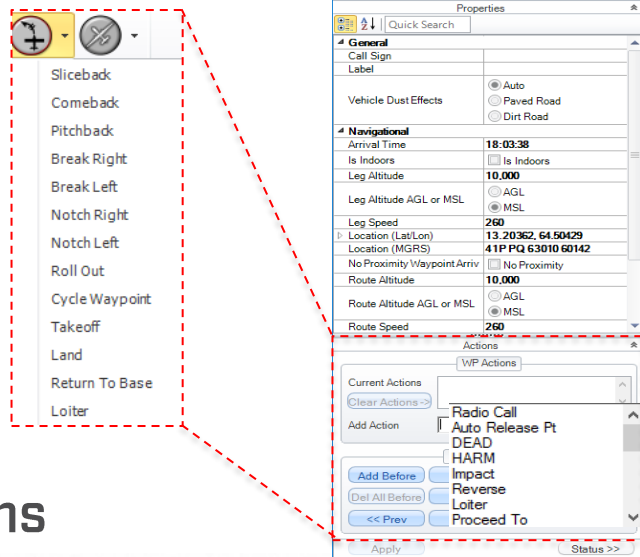 Sliceback
Comeback
Pitchback
Break Right
Break Left
Notch Right
Notch Left
Roll Out
Cycle Waypoint
Takeoff
Land
Return To Base
Loiter
Properties
Quick Search
General
Call Sign
Label
Vehicle Dust Effects
Auto
Paved Road
Dirt Road
Navigational
Arrival Time 18:03:38
Is Indoors Is Indoors
Leg Altitude 10,000
Leg Altitude AGL or MSL
AGL
MSL
Leg Speed 260
Location (Lat/Lon) 13.20362, 64.50429
Location (MGRS) 41P PQ 63010 60142
No Proximity Waypoint Arriv No Proximity
Route Altitude 10,000
Route Altitude AGL or MSL
AGL
MSL
Route Speed 260
Actions
WP Actions
Current Actions
Clear Actions ->
Add Action
Radio Call
Auto Release Pt
DEAD
HARM
Impact
Reverse
Loiter
Proceed To
Add Before
Del All Before
<< Prev
Apply
Status >>
ns